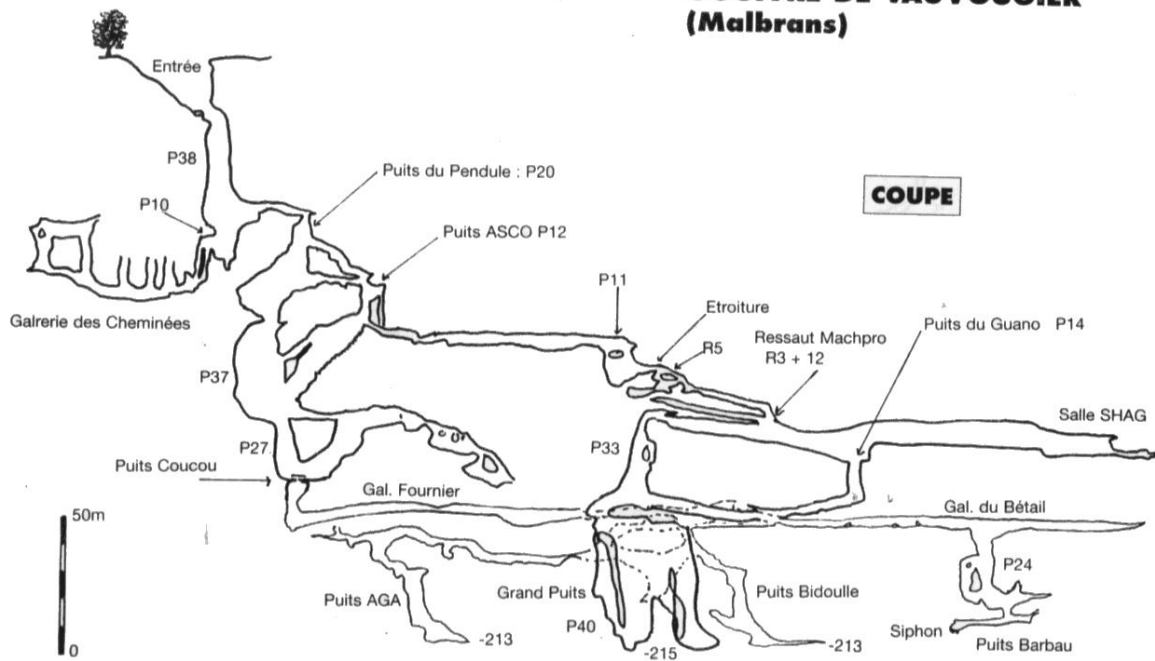 (Malbrans)
Entrée
P38
Puits du Pendule : P20
COUPE
P10
Puits ASCO P12
P11
Etroiture
Galrerie des Cheminées
R5
Ressaut Machpro
R3 + 12
Puits du Guano P14
P37
Salle SHAG
P27
P33
Puits Coucou
Gal. Fournier
Gal. du Bétail
50m
P24
Puits AGA
Grand Puits
Puits Bidoulle
P40
Siphon
Puits Barbau
-213
-215
-213
0